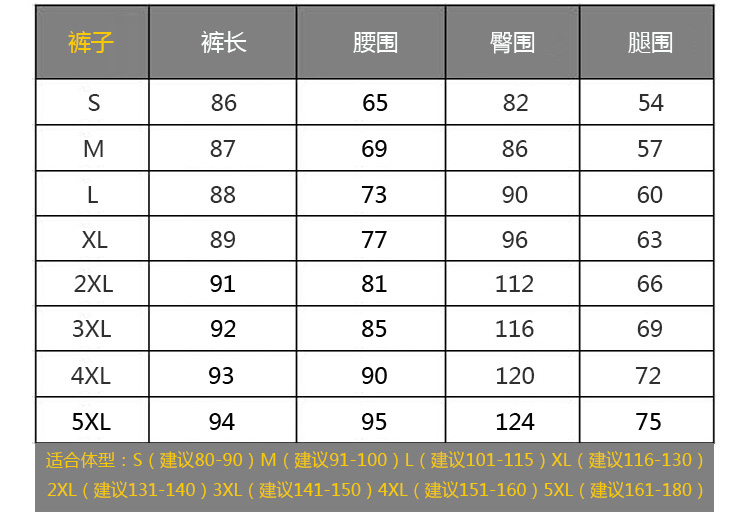 裤子 裤长 腰围 臀围 腿围
S 86 65 82 54
M 87 69 86 57
L 88 73 90 60
XL 89 77 96 63
2XL 91 81 112 66
3XL 92 85 116 69
4XL 93 90 120 72
5XL 94 95 124 75
适合体型：S（建议80-90）M（建议91-100）L（建议101-115）XL（建议116-130）
2XL（建议131-140）3XL（建议141-150）4XL（建议151-160）5XL（建议161-180）